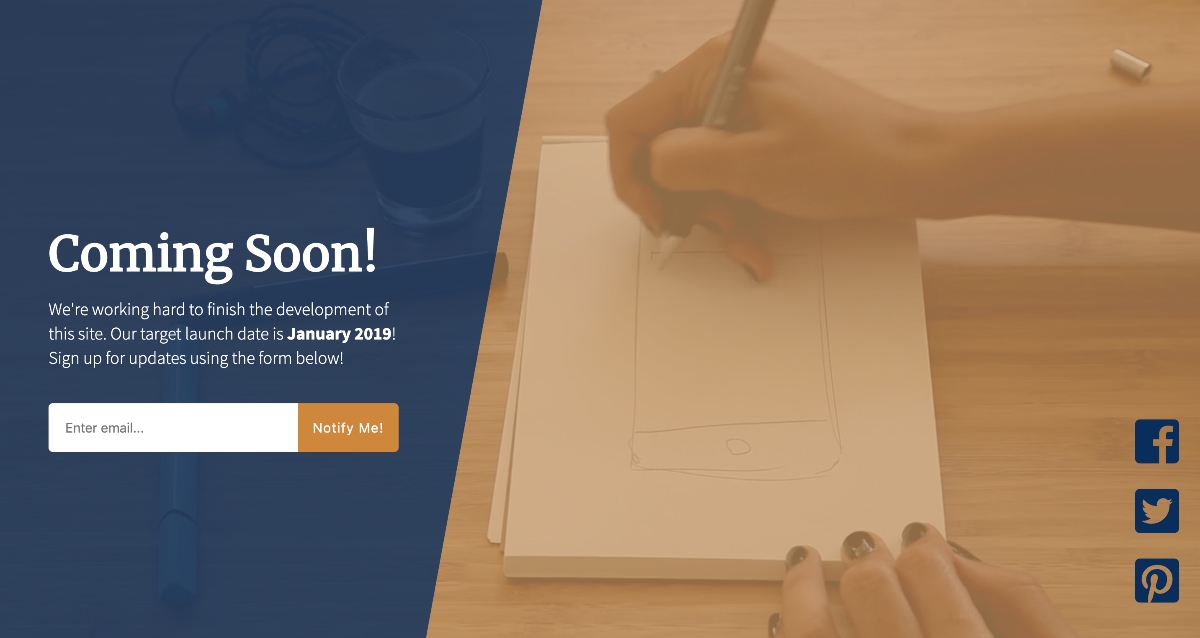 Coming Soon!
We're working hard to finish the development of
this site. Our target launch date is January 2019!
Sign up for updates using the form below!
Enter email...
Notify Me!